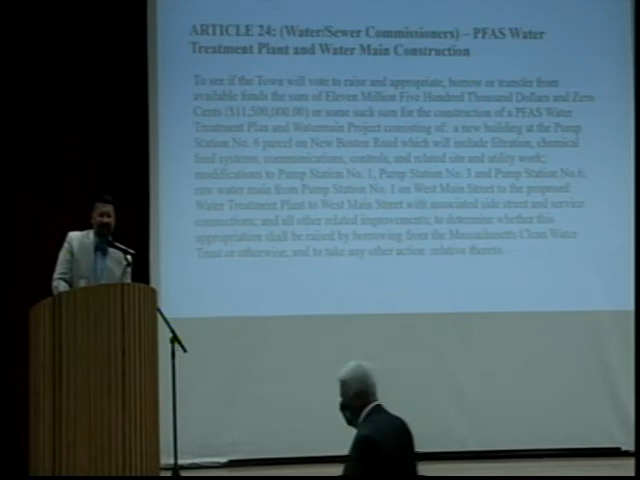 ARTICLE 24: (Water/Sewer Commissioners) – PFAS Water
Treatment Plant and Water Main Construction
To see if the Town will vote to raise and appropriate, borrow or transfer from
available funds the sum of Eleven Million Five Hundred Thousand Dollars and Zero
Cents ($11,500,000.00) or some such sum for the construction of a PFAS Water
Treatment Plan and Watermain Project consisting of: a new building at the Pump
Station No. 6 parcel on New Boston Road which will include filtration, chemical
feed systems, communications, controls, and related site and utility work;
modifications to Pump Station No. 1, Pump Station No. 3 and Pump Station No.6;
raw water main from Pump Station No. 1 on West Main Street to the proposed
Water Treatment Plant to West Main Street with associated side street and service
connections; and all other related improvements; to determine whether this
appropriation shall be raised by borrowing from the Massachusetts Clean Water
Trust or otherwise, and to take any other action relative thereto.